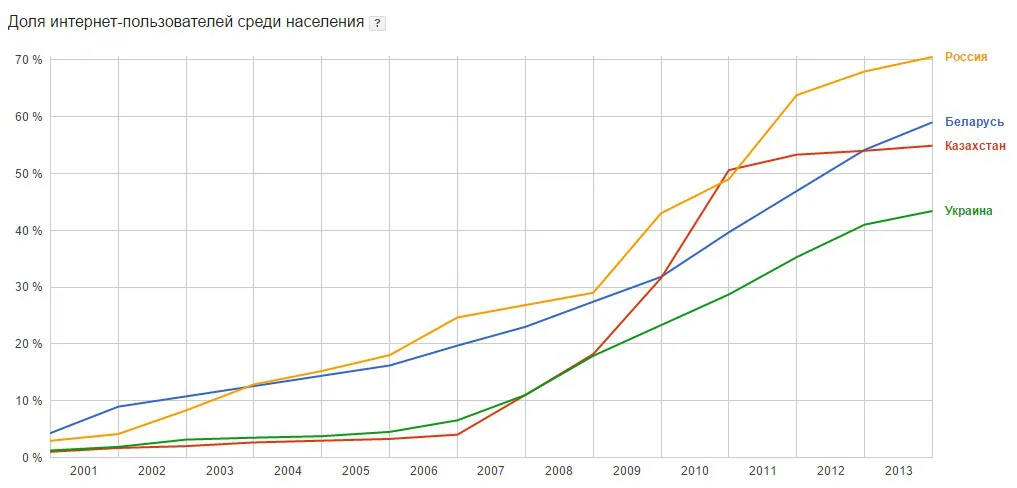 Доля интернет-пользователей среди населения ?
70 %
Россия
60 %
Беларусь
Казахстан
50 %
40 %
Украина
30 %
20 %
10 %
0 %
2001 2002 2003 2004 2005 2006 2007 2008 2009 2010 2011 2012 2013